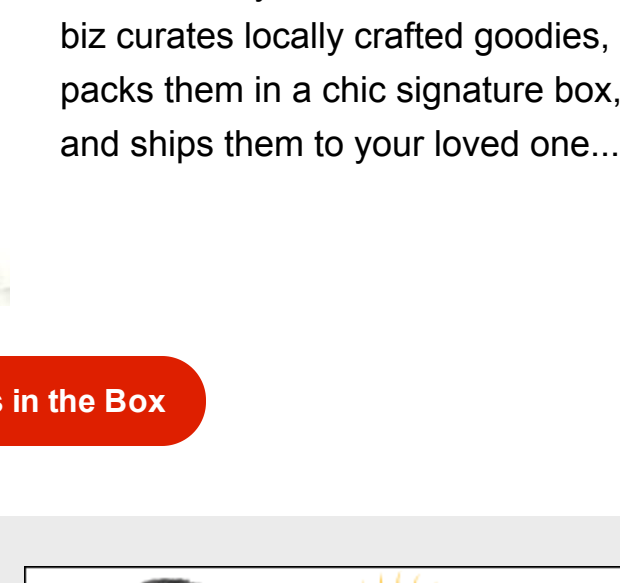 biz curates locally crafted goodies,
packs them in a chic signature box,
and ships them to your loved one...
in the Box